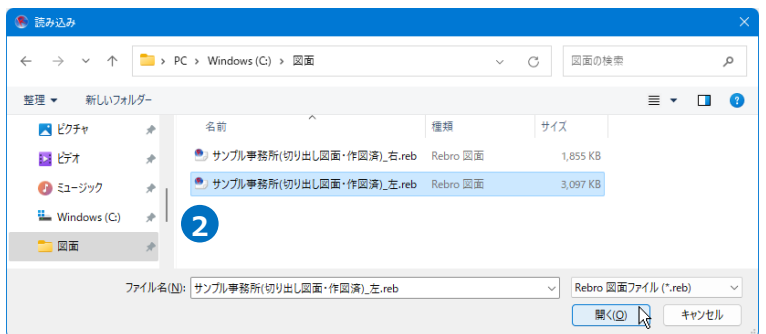 読み込み
PC > Windows (C:) > 図面
図面の検索
整理 新しいフォルダー
名前 種類 サイズ
ピクチャ
ビデオ
ミュージック
Windows (C:)
図面
サンプル事務所(切り出し図面・作図済)_右.reb Rebro 図面 1,855 KB
サンプル事務所(切り出し図面・作図済)_左.reb Rebro 図面 3,097 KB
2
ファイル名(N): サンプル事務所(切り出し図面・作図済)_左.reb Rebro 図面ファイル (*.reb)
開く(O) キャンセル